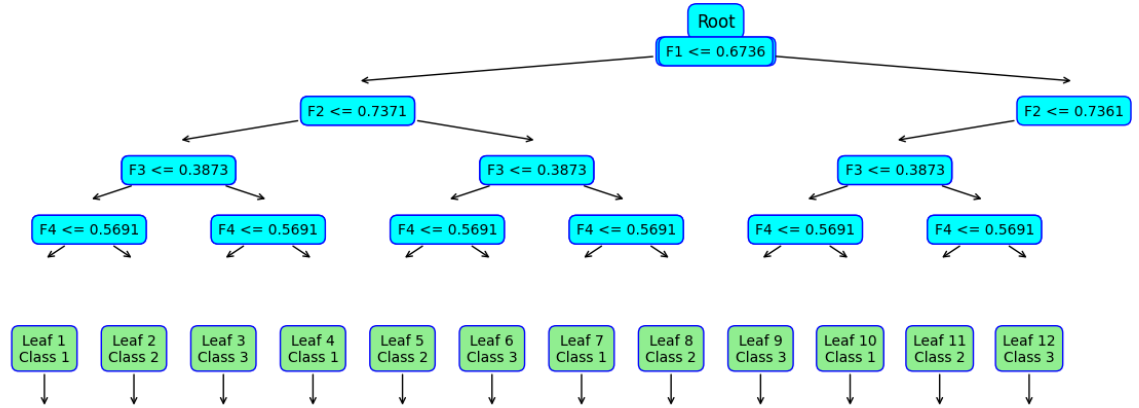 Root
F1 <= 0.6736
F2 <= 0.7371
F2 <= 0.7361
F3 <= 0.3873
F3 <= 0.3873
F3 <= 0.3873
F4 <= 0.5691
F4 <= 0.5691
F4 <= 0.5691
F4 <= 0.5691
F4 <= 0.5691
F4 <= 0.5691
Leaf 1
Class 1
Leaf 2
Class 2
Leaf 3
Class 3
Leaf 4
Class 1
Leaf 5
Class 2
Leaf 6
Class 3
Leaf 7
Class 1
Leaf 8
Class 2
Leaf 9
Class 3
Leaf 10
Class 1
Leaf 11
Class 2
Leaf 12
Class 3